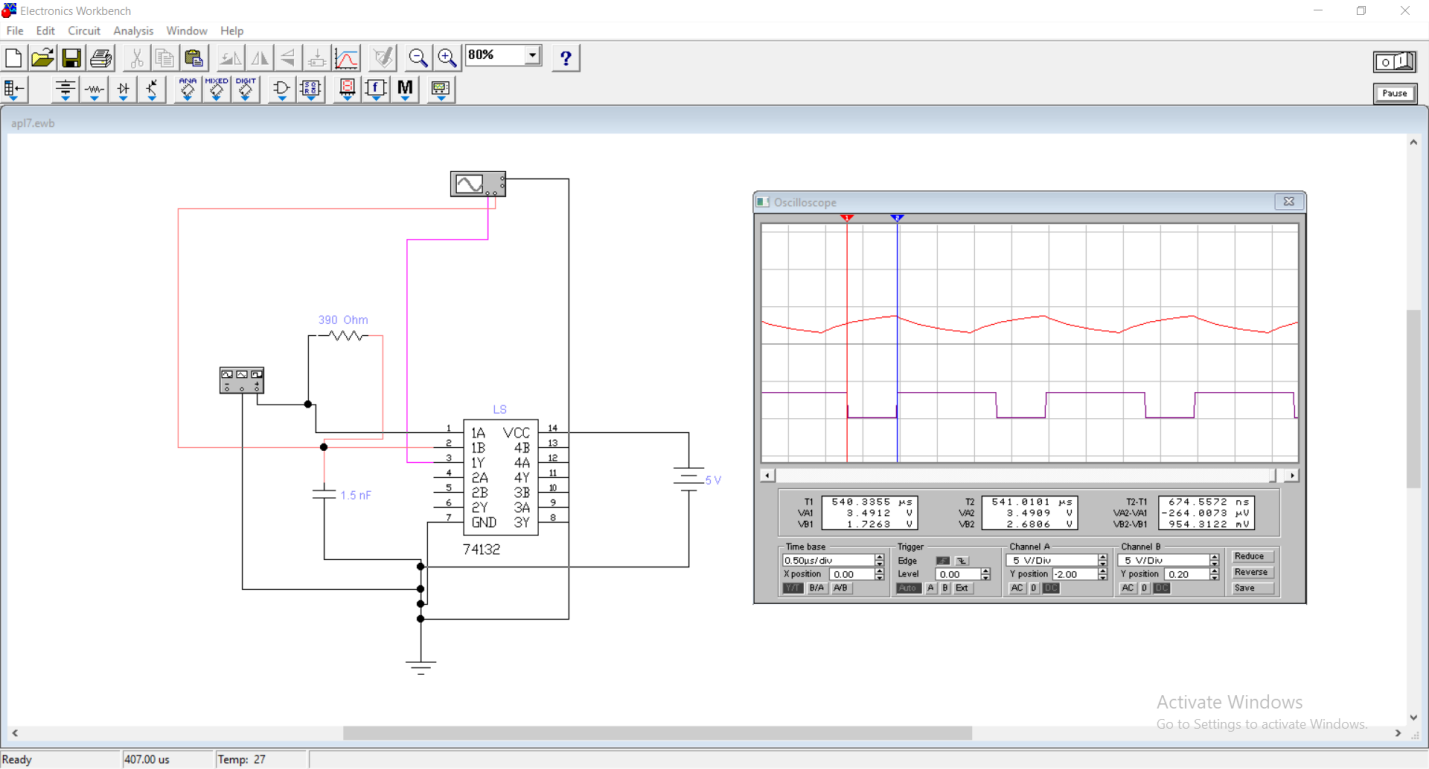 Electronics Workbench
File Edit Circuit Analysis Window Help
80%
?
O I
ANA MIXED DIGIT
f M
Pause
apl7.ewb
Oscilloscope
1 2
390 Ohm
LS
1 1A VCC 14
2 1B 4B 13
3 1Y 4A 12
4 2A 4Y 11
5 2B 3B 10
6 2Y 3A 9
7 GND 3Y 8
74132
1.5 nF
5 V
T1 540.3355 µs T2 541.0101 µs T2-T1 674.5572 ns
VA1 3.4912 V VA2 3.4909 V VA2-VA1 -264.0073 µV
VB1 1.7263 V VB2 2.6806 V VB2-VB1 954.3122 mV
Time base Trigger Channel A Channel B
0.50µs/div Edge 5 V/Div 5 V/Div Reduce
X position 0.00 Level 0.00 Y position -2.00 Y position 0.20 Reverse
Y/T B/A A/B Auto A B Ext AC 0 DC AC 0 DC Save
Activate Windows
Go to Settings to activate Windows.
Ready 407.00 us Temp: 27